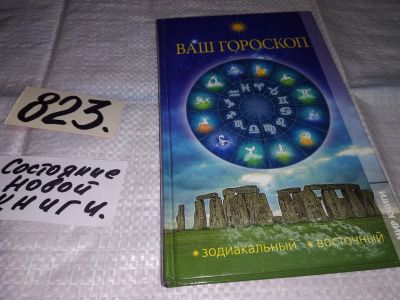 823.
Состояние
новой
книги.
ВАШ ГОРОСКОП
зодиакальный восточный